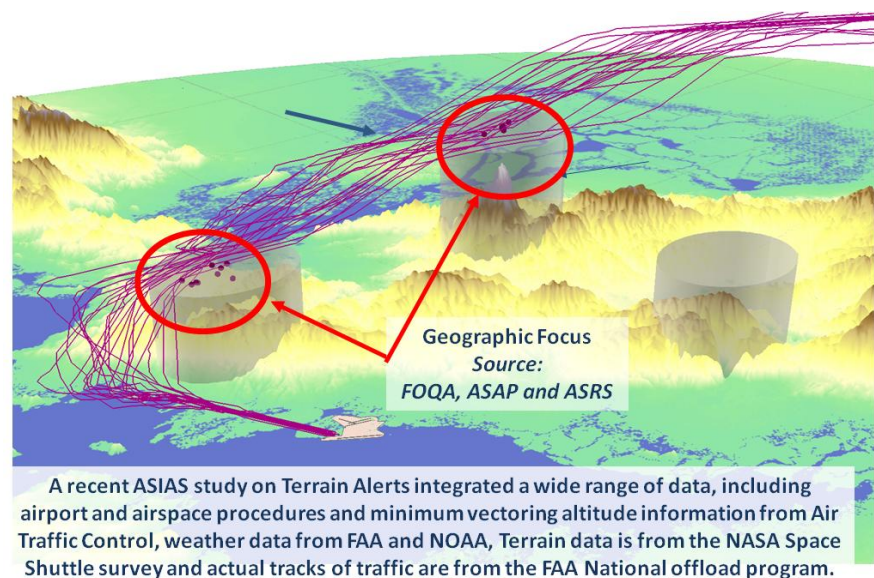 Geographic Focus
Source:
FOQA, ASAP and ASRS
A recent ASIAS study on Terrain Alerts integrated a wide range of data, including
airport and airspace procedures and minimum vectoring altitude information from Air
Traffic Control, weather data from FAA and NOAA, Terrain data is from the NASA Space
Shuttle survey and actual tracks of traffic are from the FAA National offload program.